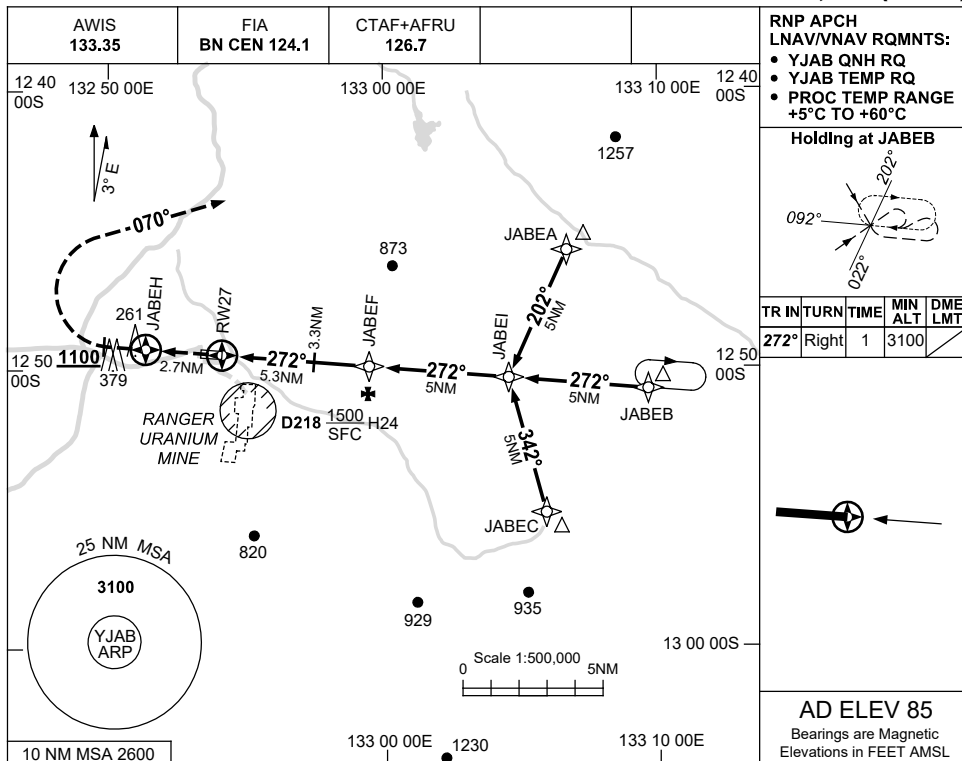 AWIS
133.35
FIA
BN CEN 124.1
CTAF+AFRU
126.7
RNP APCH
LNAV/VNAV RQMNTS:
• YJAB QNH RQ
• YJAB TEMP RQ
• PROC TEMP RANGE
+5°C TO +60°C
12 40
00S
132 50 00E
133 00 00E
133 10 00E
12 40
00S
3° E
1257
Holding at JABEB
202°
092°
022°
070°
JABEA
873
202°
5NM
TR IN TURN TIME MIN ALT DME LMT
272° Right 1 3100
261
JABEH
RW27
3.3NM
JABEF
JABEI
12 50
00S
1100
379
2.7NM
272°
5.3NM
272°
5NM
272°
5NM
JABEB
12 50
00S
RANGER
URANIUM
MINE
D218 1500 H24
SFC
342°
5NM
JABEC
820
25 NM MSA
3100
YJAB
ARP
929
935
13 00 00S
Scale 1:500,000
0 5NM
10 NM MSA 2600
133 00 00E
1230
133 10 00E
AD ELEV 85
Bearings are Magnetic
Elevations in FEET AMSL